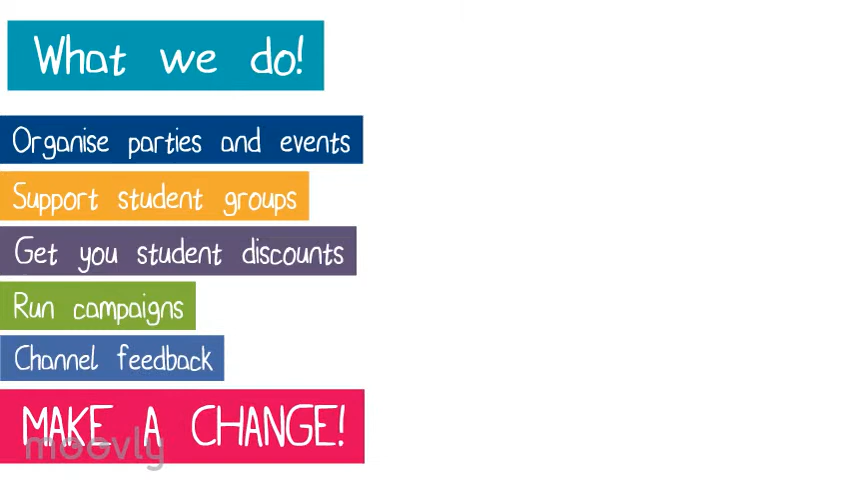 What we do!
Organise parties and events
Support student groups
Get you student discounts
Run campaigns
Channel feedback
MAKE A CHANGE!
moovly